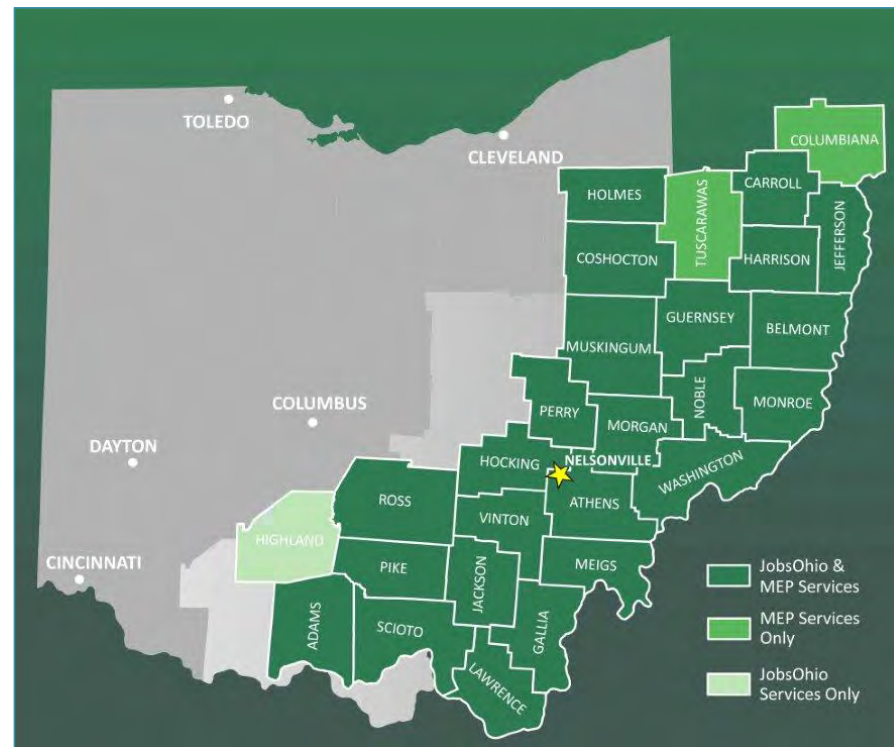 TOLEDO
CLEVELAND
COLUMBIANA
CARROLL
HOLMES
TUSCARAWAS
JEFFERSON
COSHOCTON
HARRISON
GUERNSEY
BELMONT
MUSKINGUM
NOBLE
MONROE
COLUMBUS
PERRY
MORGAN
DAYTON
HOCKING
NELSONVILLE
WASHINGTON
ROSS
ATHENS
VINTON
HIGHLAND
CINCINNATI
PIKE
JACKSON
MEIGS
ADAMS
SCIOTO
GALLIA
LAWRENCE
JobsOhio &
MEP Services
MEP Services
Only
JobsOhio
Services Only